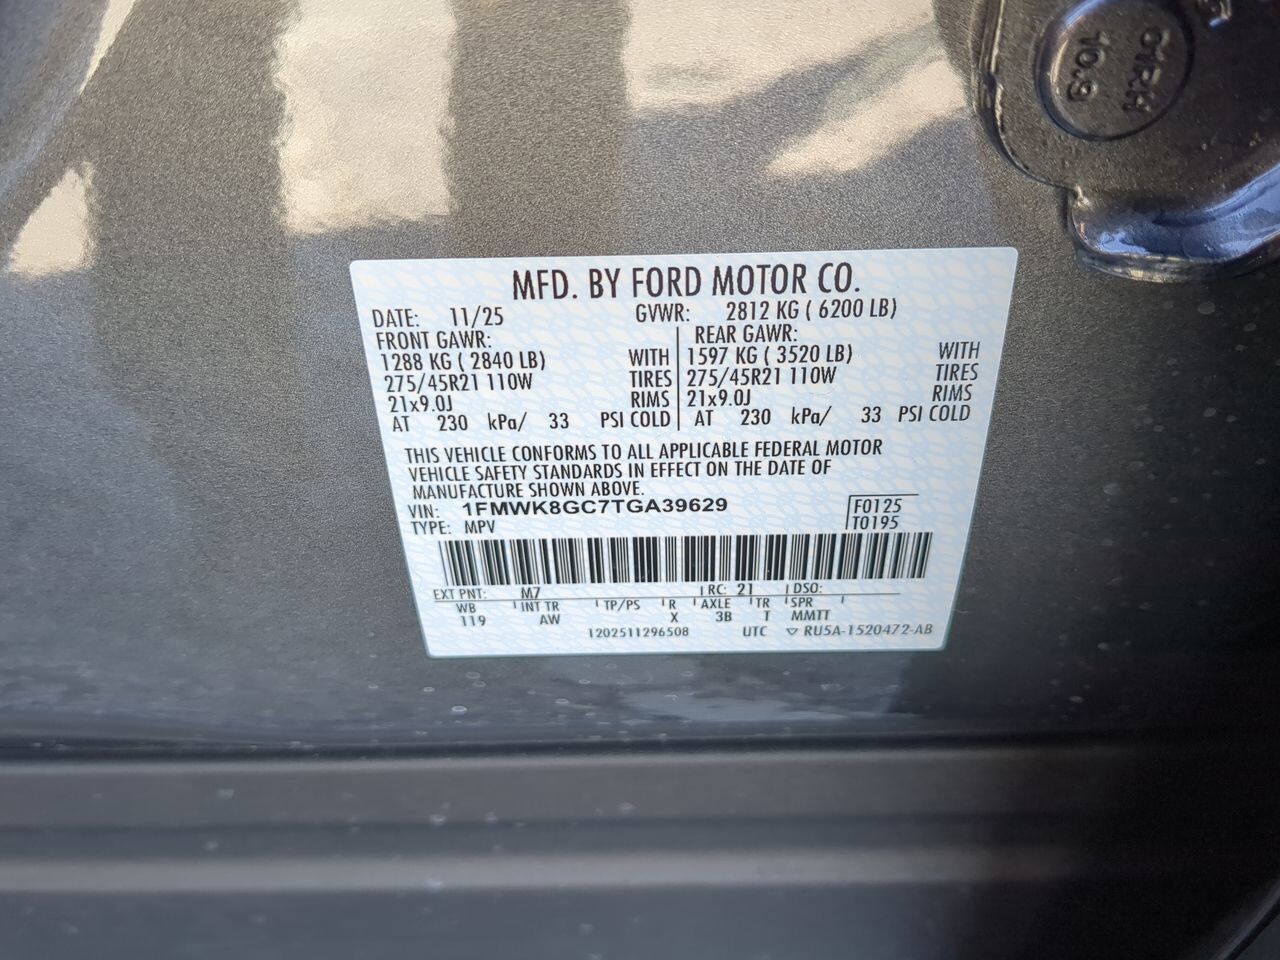 01RH
10.9
MFD. BY FORD MOTOR CO.
DATE: 11/25 GVWR: 2812 KG ( 6200 LB)
FRONT GAWR: REAR GAWR:
1288 KG ( 2840 LB) WITH 1597 KG ( 3520 LB) WITH
275/45R21 110W TIRES 275/45R21 110W TIRES
21x9.0J RIMS 21x9.0J RIMS
AT 230 kPa/ 33 PSI COLD AT 230 kPa/ 33 PSI COLD
THIS VEHICLE CONFORMS TO ALL APPLICABLE FEDERAL MOTOR
VEHICLE SAFETY STANDARDS IN EFFECT ON THE DATE OF
MANUFACTURE SHOWN ABOVE.
VIN: 1FMWK8GC7TGA39629 F0125
TYPE: MPV T0195
EXT PNT: M7 RC: 21 DSO:
WB INT TR TP/PS R AXLE TR SPR
119 AW X 3B T MMTT
1202511296508 UTC ▽ RU5A-1520472-AB